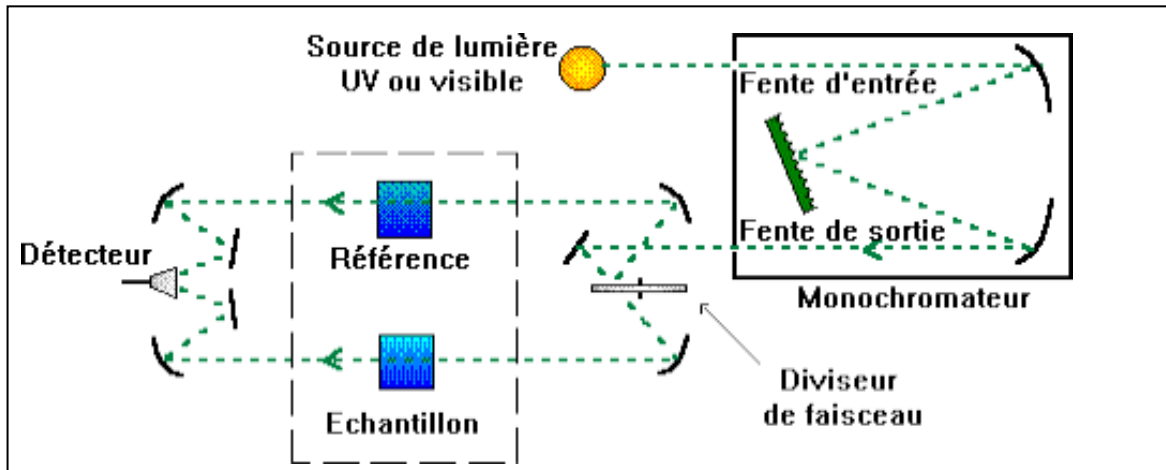 Source de lumière
UV ou visible
Fente d'entrée
Fente de sortie
Monochromateur
Détecteur
Référence
Echantillon
Diviseur
de faisceau